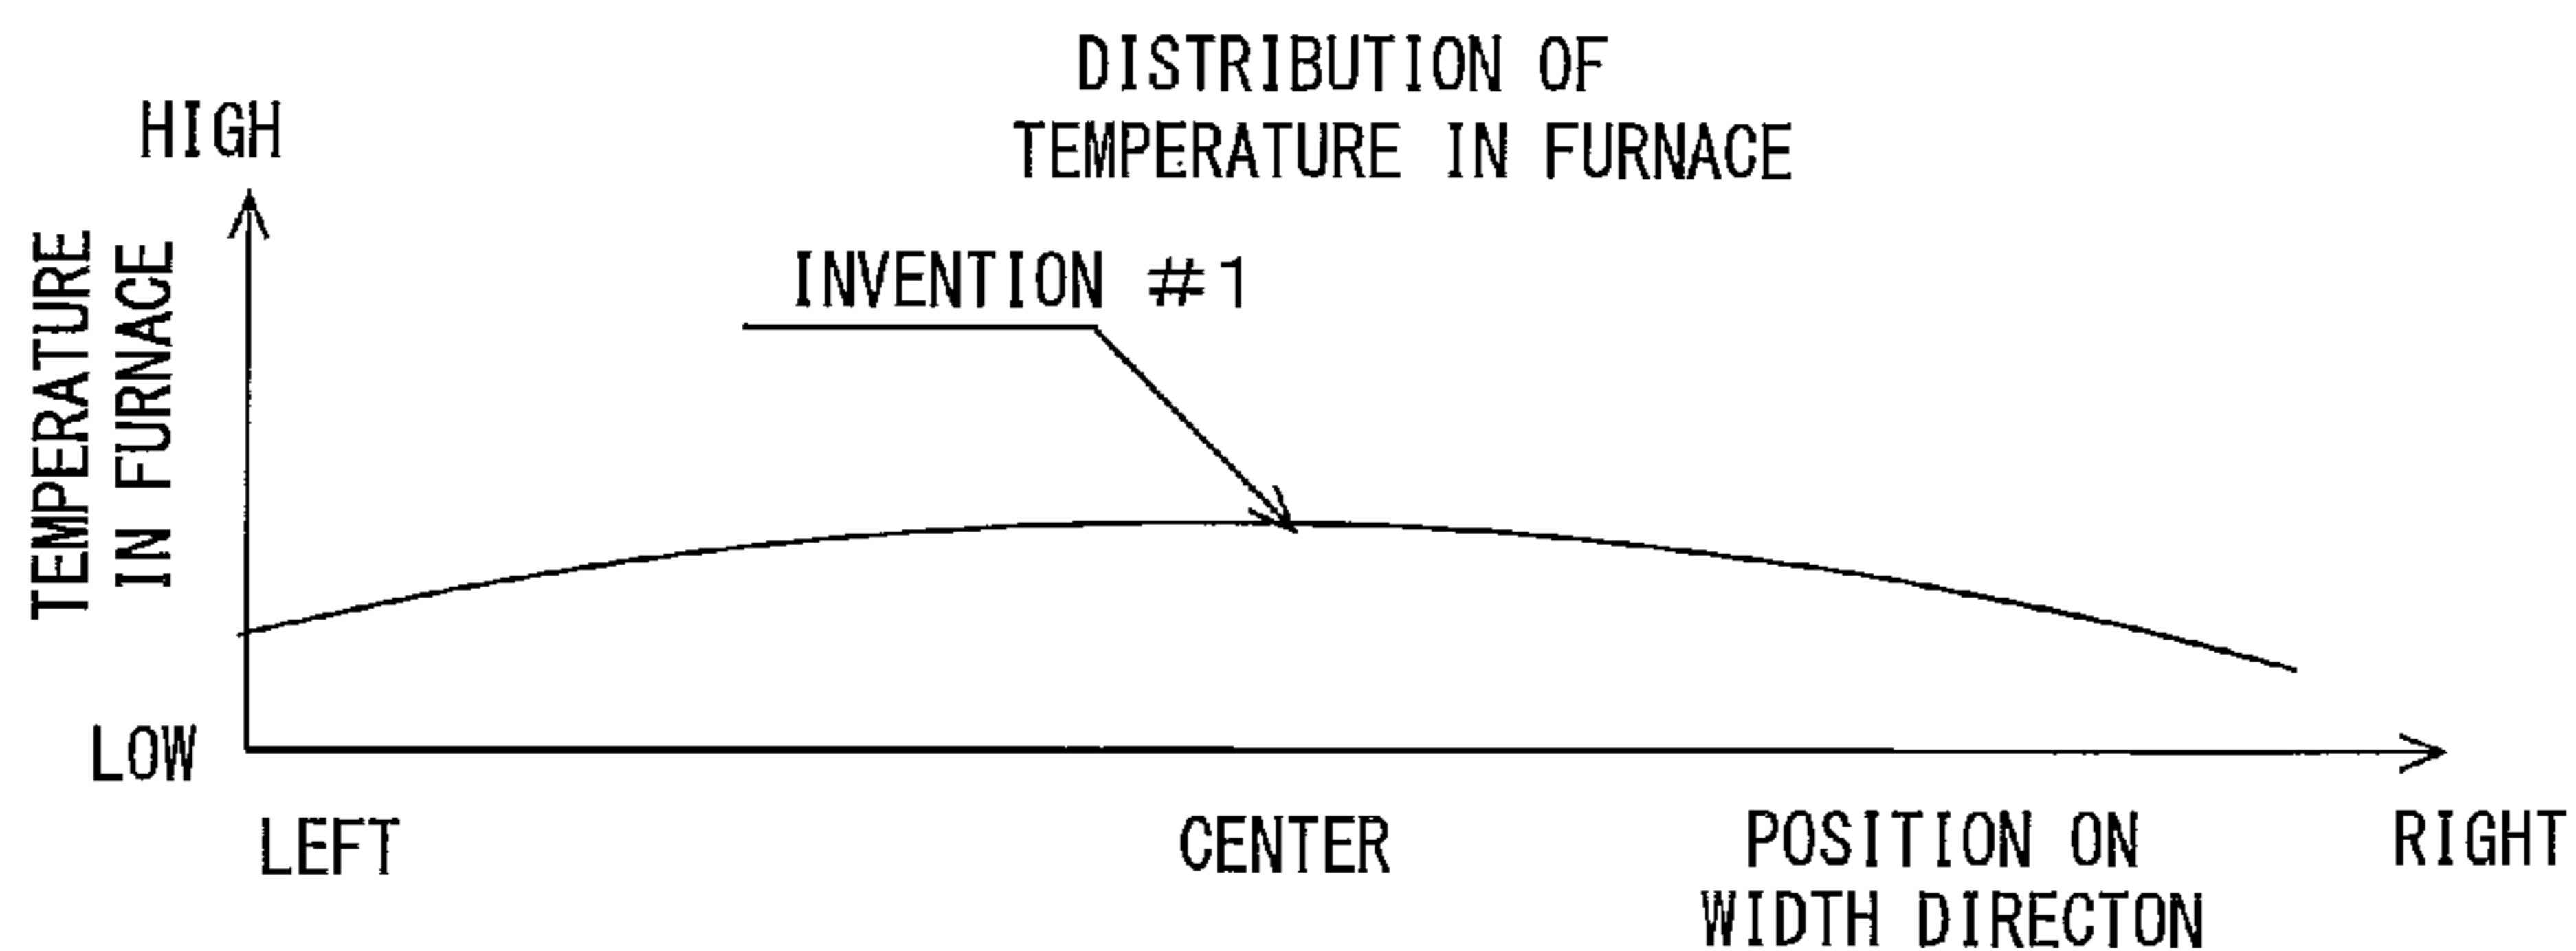 DISTRIBUTION OF
TEMPERATURE IN FURNACE
HIGH
TEMPERATURE
IN FURNACE
INVENTION #1
LOW
LEFT
CENTER
POSITION ON
WIDTH DIRECTON
RIGHT